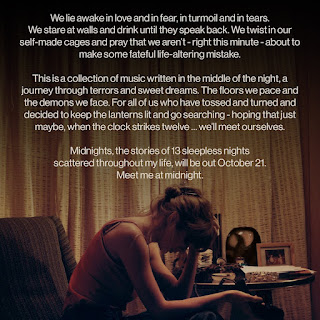 We lie awake in love and in fear, in turmoil and in tears.
We stare at walls and drink until they speak back. We twist in our
self-made cages and pray that we aren't - right this minute - about to
make some fateful life-altering mistake.
This is a collection of music written in the middle of the night, a
journey through terrors and sweet dreams. The floors we pace and
the demons we face. For all of us who have tossed and turned and
decided to keep the lanterns lit and go searching - hoping that just
maybe, when the clock strikes twelve ... we'll meet ourselves.
Midnights, the stories of 13 sleepless nights
scattered throughout my life, will be out October 21.
Meet me at midnight.